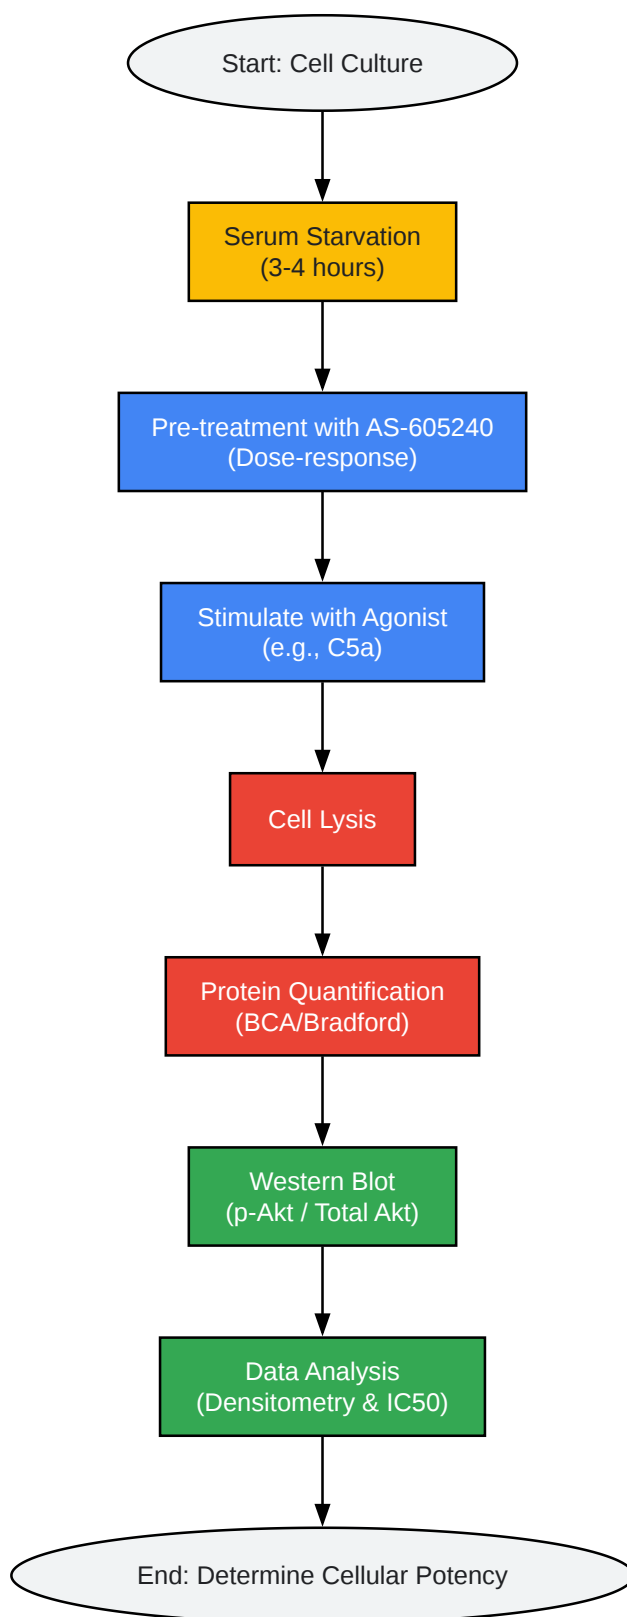 Start: Cell Culture
Serum Starvation
(3-4 hours)
Pre-treatment with AS-605240
(Dose-response)
Stimulate with Agonist
(e.g., C5a)
Cell Lysis
Protein Quantification
(BCA/Bradford)
Western Blot
(p-Akt / Total Akt)
Data Analysis
(Densitometry & IC50)
End: Determine Cellular Potency